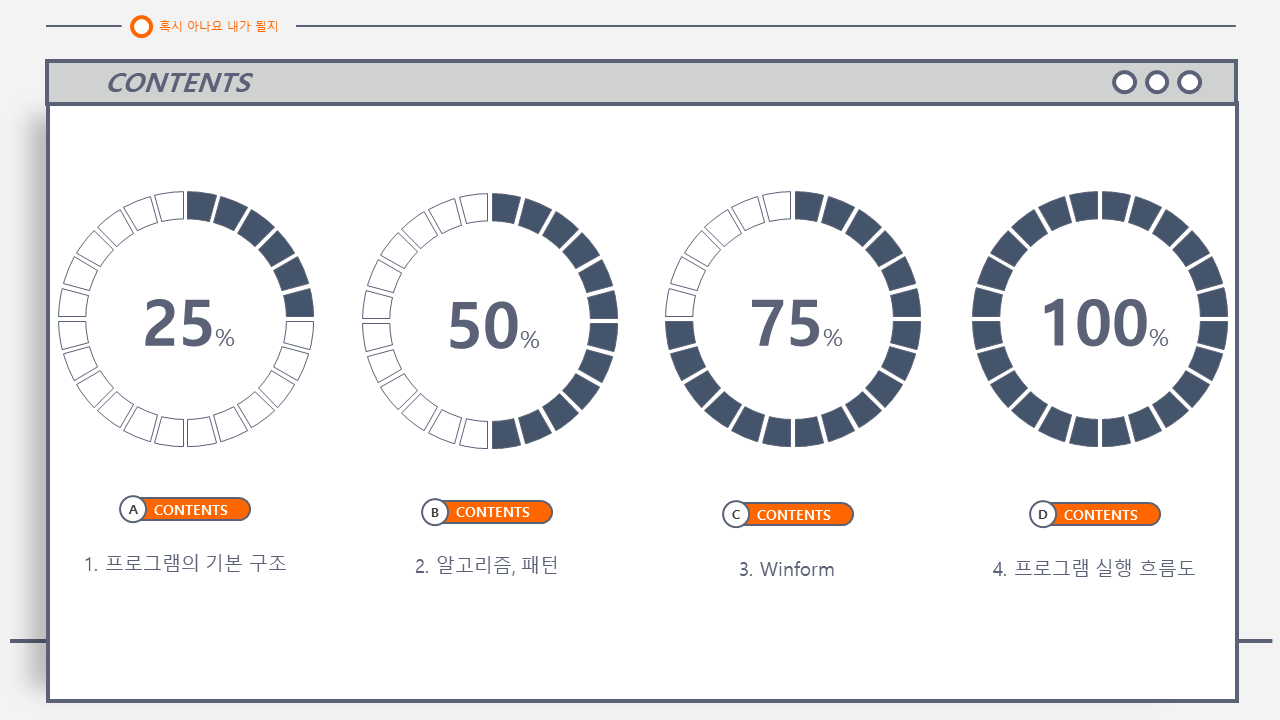 혹시 아나요 내가 될지
CONTENTS
25%
50%
75%
100%
A CONTENTS
B CONTENTS
C CONTENTS
D CONTENTS
1. 프로그램의 기본 구조
2. 알고리즘, 패턴
3. Winform
4. 프로그램 실행 흐름도